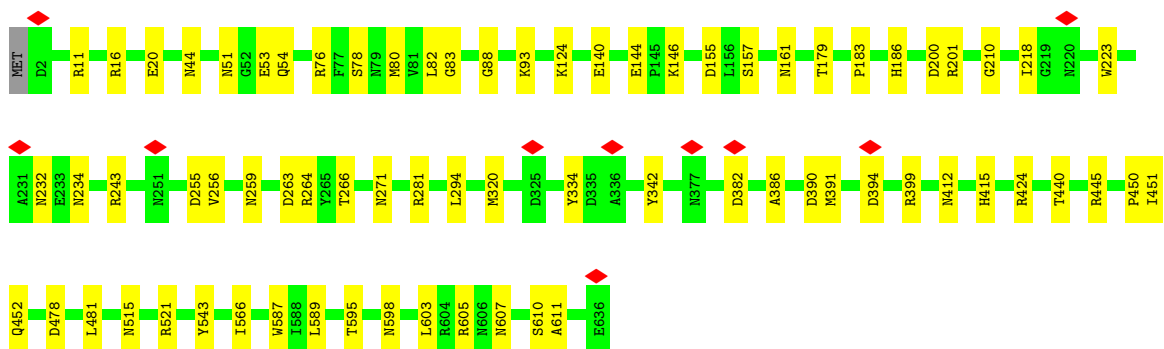 MET D2 R11 R16 E20 N44 N51 G52 E53 Q54 R76 F77 S78 N79 M80 V81 L82 G83 G88 K93 K124 E140 E144 P145 K146 D155 L156 S157 N161 T179 P183 H186 D200 R201 G210 I218 G219 N220 W223
A231 N232 E233 N234 R243 N251 D255 V256 N259 D263 R264 Y265 T266 N271 R281 L294 M320 D325 Y334 D335 A336 Y342 N377 D382 A386 D390 M391 D394 R399 N412 H415 R424 T440 R445 P450 I451
Q452 D478 L481 N515 R521 Y543 I566 W587 I588 L589 T595 N598 L603 R604 R605 N606 N607 S610 A611 E636